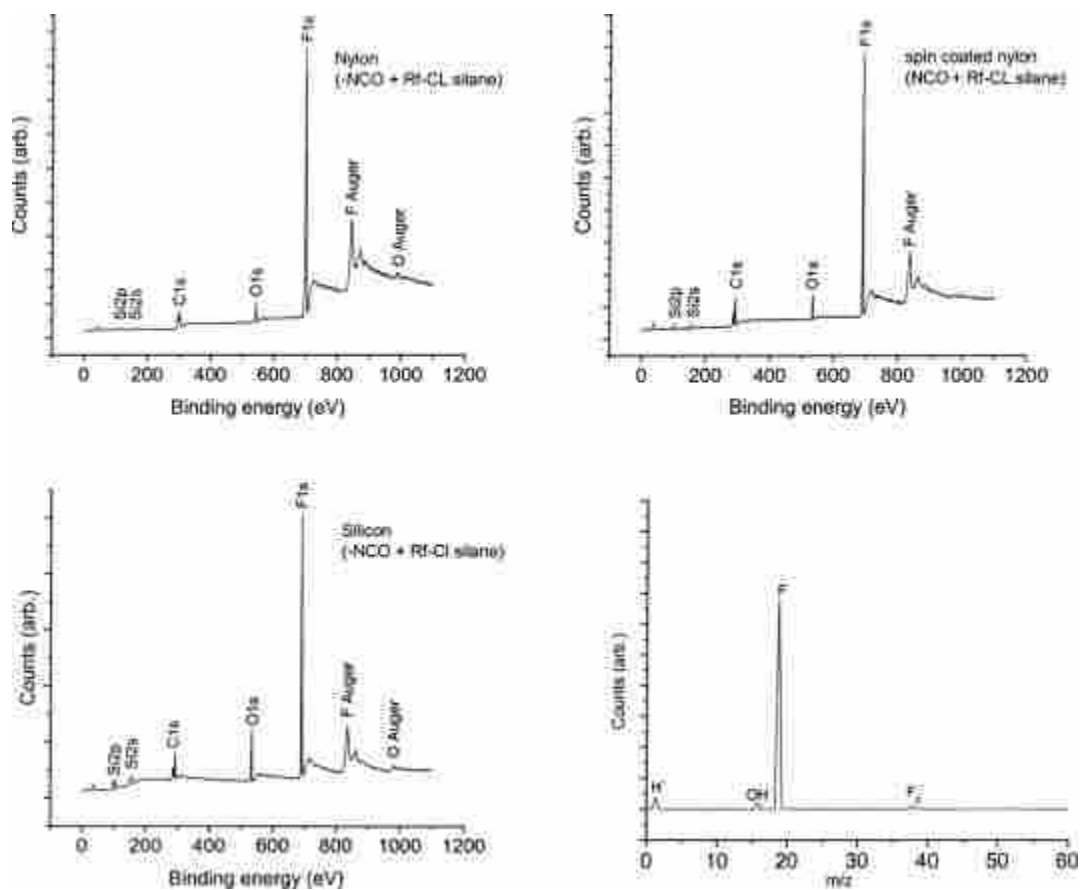 F1s
Nylon
(-NCO + Rf-CL silane)
F Auger
O Auger
O1s
C1s
Si2p
Si2s
Counts (arb.)
0 200 400 600 800 1000 1200
Binding energy (eV)
F1s
spin coated nylon
(NCO + Rf-CL silane)
F Auger
O1s
C1s
Si2p
Si2s
Counts (arb.)
0 200 400 600 800 1000 1200
Binding energy (eV)
F1s
Silicon
(-NCO + Rf-Cl silane)
F Auger
O Auger
O1s
C1s
Si2p
Si2s
Counts (arb.)
0 200 400 600 800 1000 1200
Binding energy (eV)
Counts (arb.)
OH
F₂
0 10 20 30 40 50 60
m/z